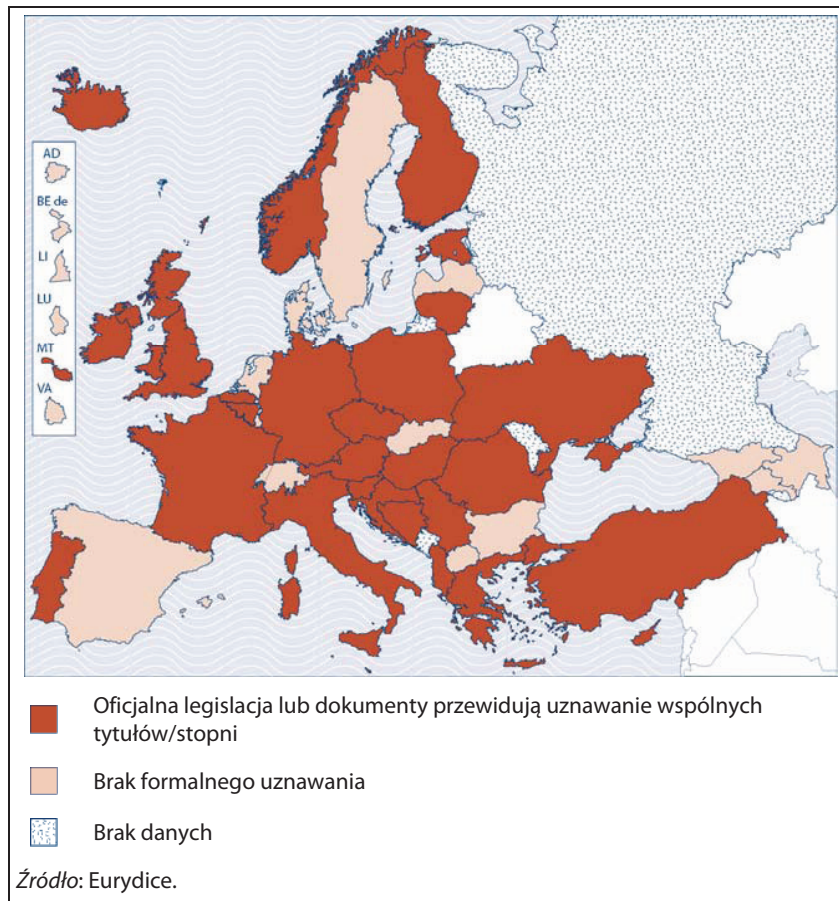 AD
BE de
LI
LU
MT
VA
Oficjalna legislacja lub dokumenty przewidują uznawanie wspólnych
tytułów/stopni
Brak formalnego uznawania
Brak danych
Źródło: Eurydice.